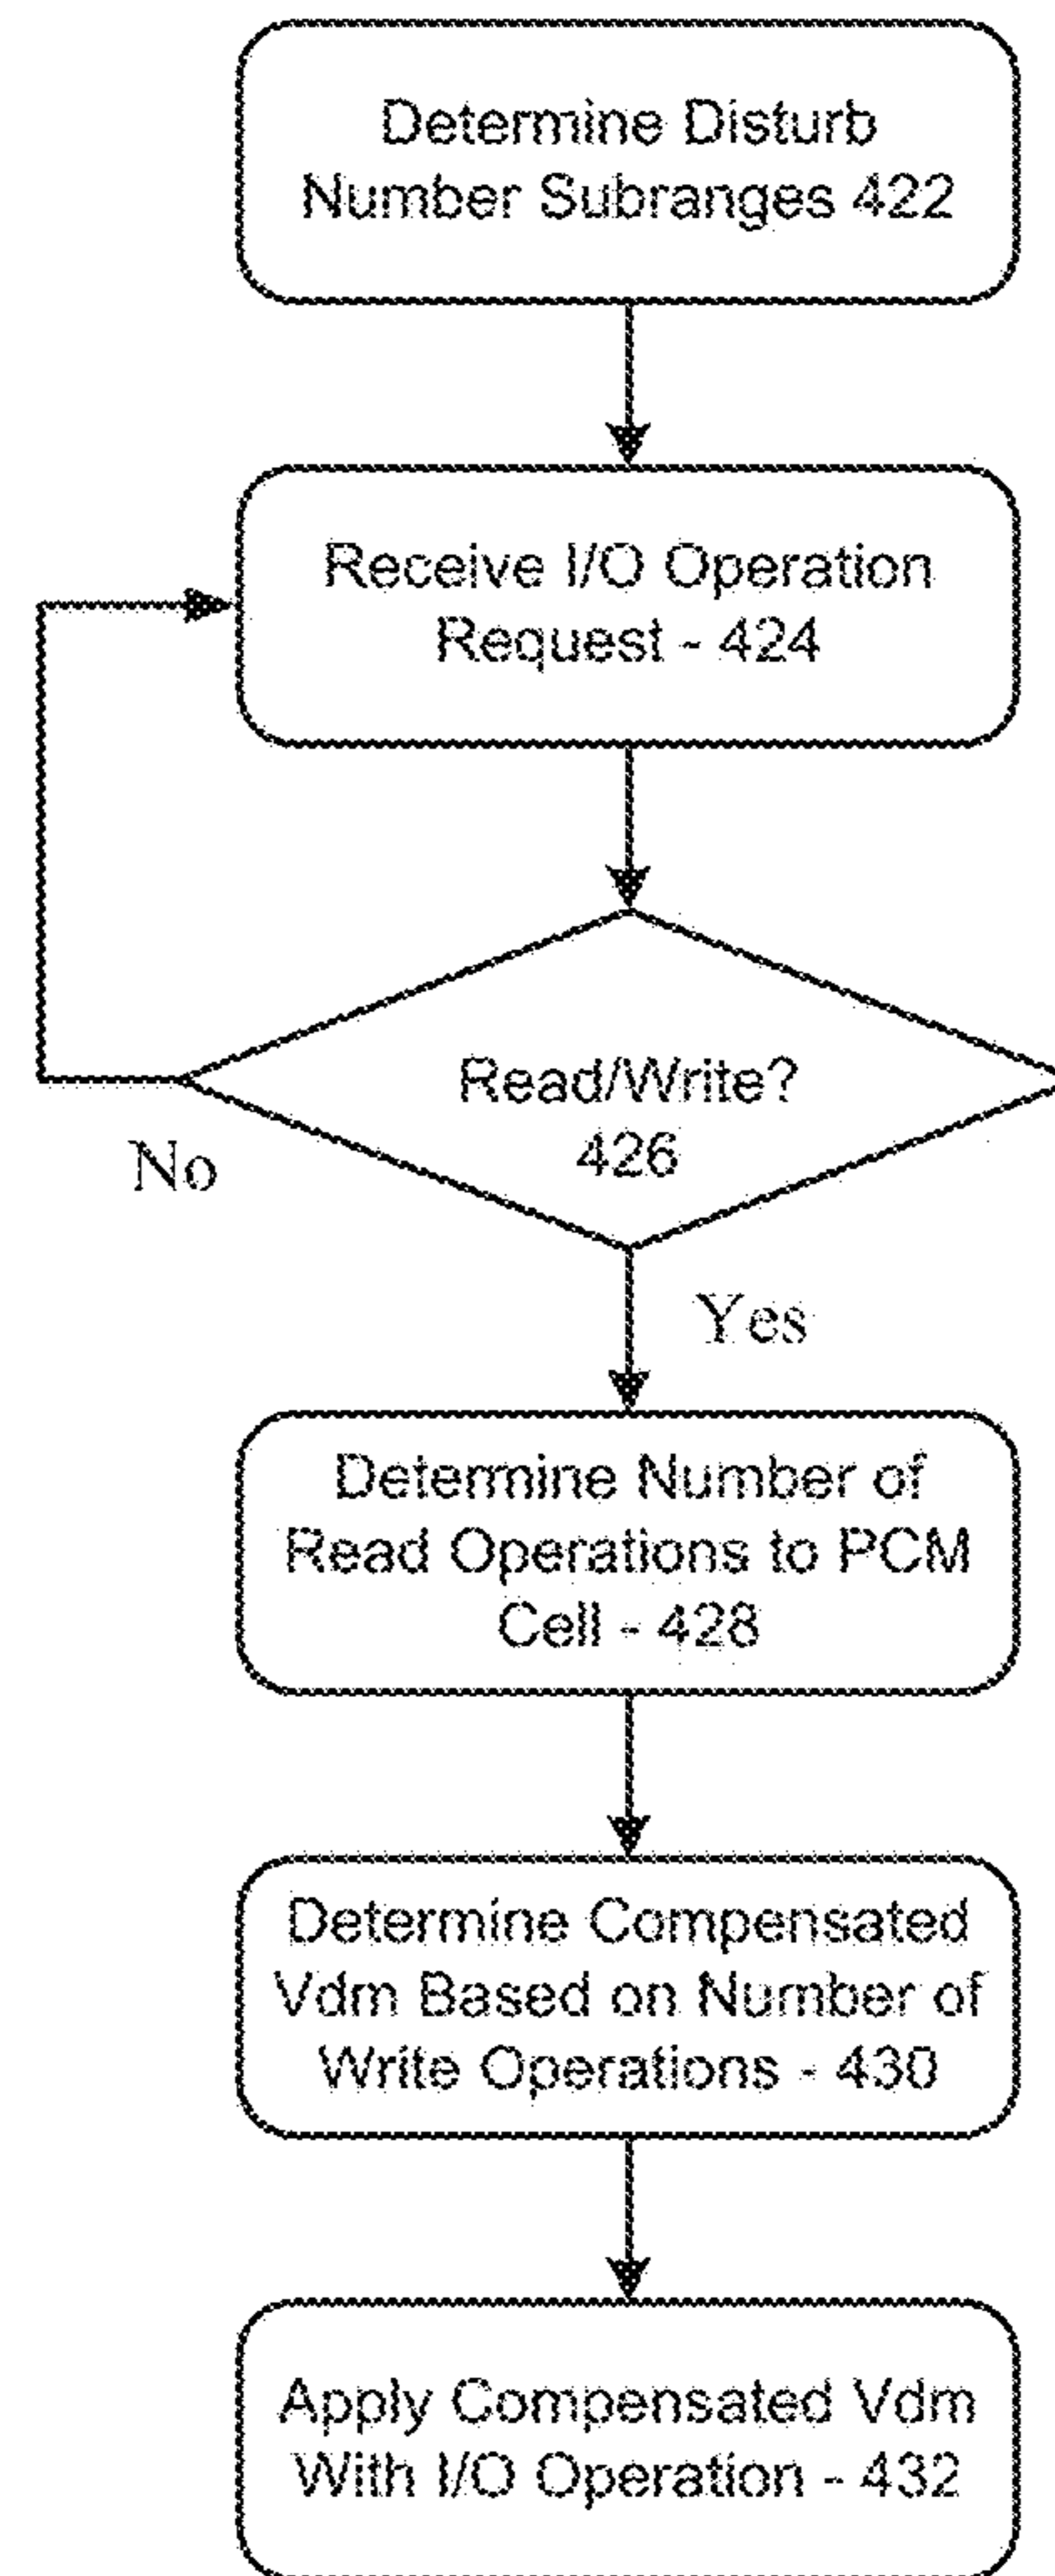 Determine Disturb
Number Subranges 422
Receive I/O Operation
Request - 424
Read/Write?
426
No
Yes
Determine Number of
Read Operations to PCM
Cell - 428
Determine Compensated
Vdm Based on Number of
Write Operations - 430
Apply Compensated Vdm
With I/O Operation - 432